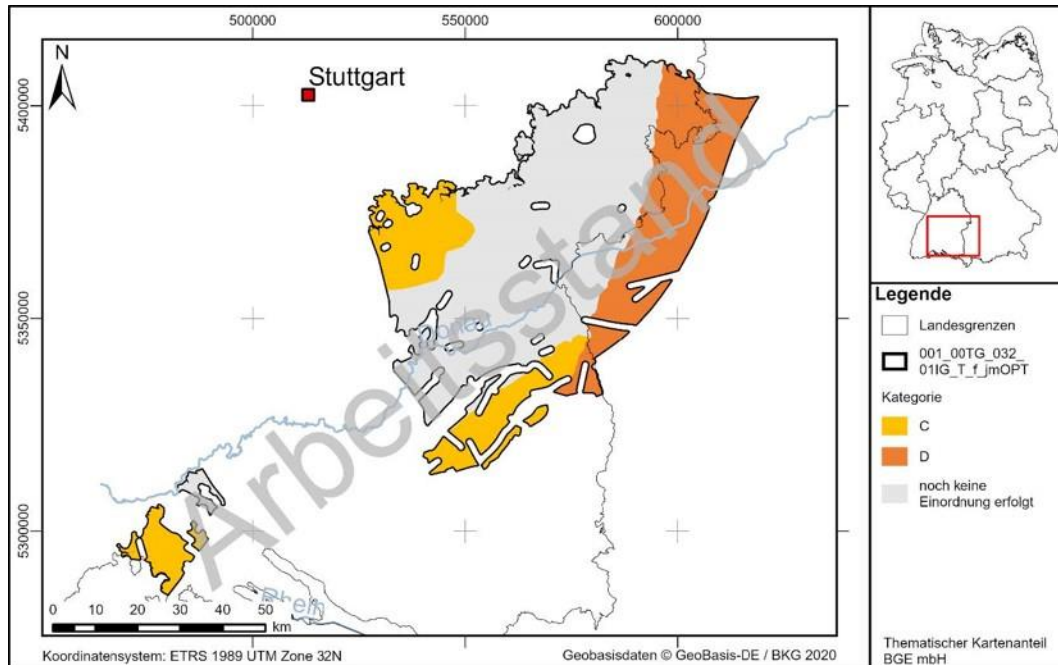 500000
550000
600000
N
Stuttgart
5400000
5350000
5300000
Donau
Rhein
Arbeitsstand
0 10 20 30 40 50
km
Koordinatensystem: ETRS 1989 UTM Zone 32N
Geobasisdaten © GeoBasis-DE / BKG 2020
Legende
Landesgrenzen
001_00TG_032_
01IG_T_f_jmOPT
Kategorie
C
D
noch keine
Einordnung erfolgt
Thematischer Kartenanteil
BGE mbH